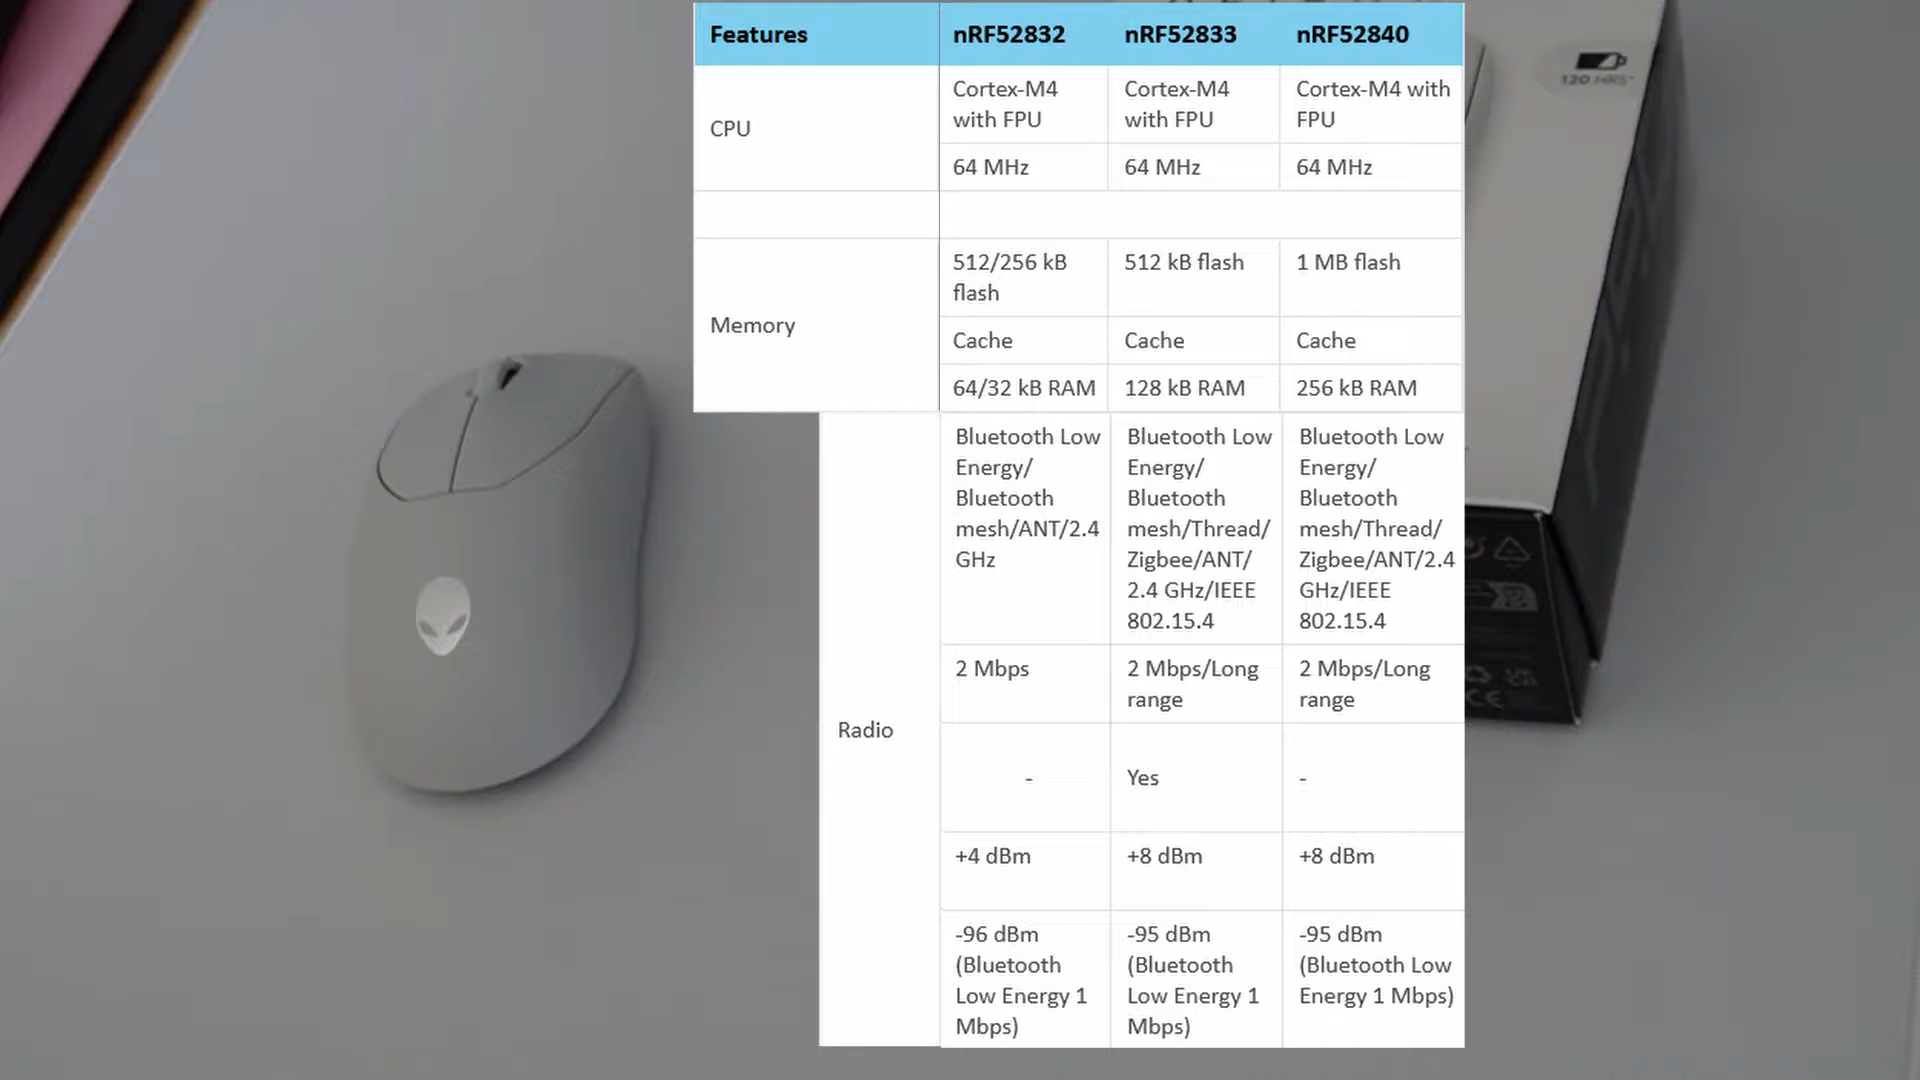 Features nRF52832 nRF52833 nRF52840
CPU
Cortex-M4
with FPU
Cortex-M4
with FPU
Cortex-M4 with
FPU
64 MHz 64 MHz 64 MHz
Memory
512/256 kB
flash
512 kB flash
1 MB flash
Cache Cache Cache
64/32 kB RAM 128 kB RAM 256 kB RAM
Radio
Bluetooth Low
Energy/
Bluetooth
mesh/ANT/2.4
GHz
Bluetooth Low
Energy/
Bluetooth
mesh/Thread/
Zigbee/ANT/
2.4 GHz/IEEE
802.15.4
Bluetooth Low
Energy/
Bluetooth
mesh/Thread/
Zigbee/ANT/2.4
GHz/IEEE
802.15.4
2 Mbps
2 Mbps/Long
range
2 Mbps/Long
range
- Yes -
+4 dBm +8 dBm +8 dBm
-96 dBm
(Bluetooth
Low Energy 1
Mbps)
-95 dBm
(Bluetooth
Low Energy 1
Mbps)
-95 dBm
(Bluetooth Low
Energy 1 Mbps)
120 HRS
CE